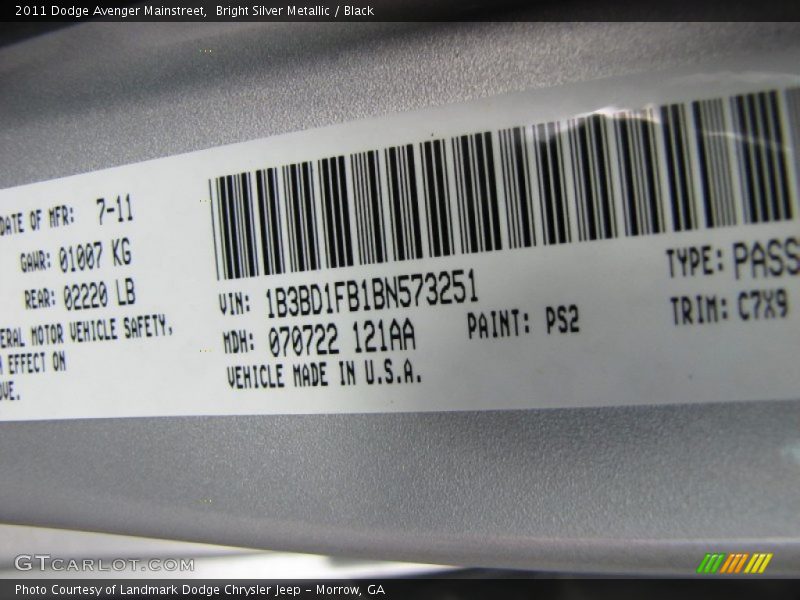 2011 Dodge Avenger Mainstreet,  Bright Silver Metallic / Black
DATE OF MFR: 7-11
GAWR: 01007 KG
REAR: 02220 LB
ERAL MOTOR VEHICLE SAFETY,
EFFECT ON
OVE.
VIN: 1B3BD1FB1BN573251
TYPE: PASS
MDH: 070722 121AA
PAINT: PS2
TRIM: C7X9
VEHICLE MADE IN U.S.A.
GTCARLOT.COM
Photo Courtesy of Landmark Dodge Chrysler Jeep - Morrow, GA